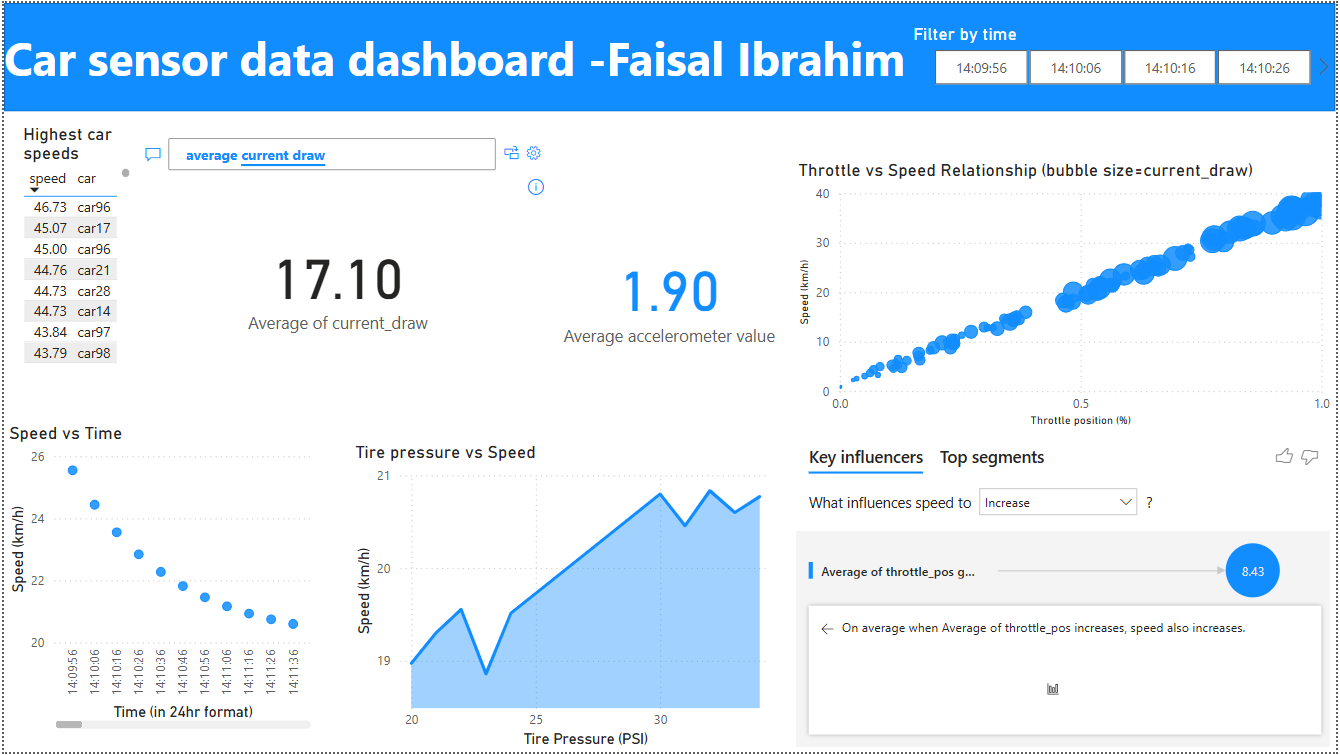 Car sensor data dashboard -Faisal Ibrahim
Filter by time
14:09:56
14:10:06
14:10:16
14:10:26
Highest car
speeds
speed car
46.73 car96
45.07 car17
45.00 car96
44.76 car21
44.73 car28
44.73 car14
43.84 car97
43.79 car98
average current draw
17.10
Average of current_draw
1.90
Average accelerometer value
Throttle vs Speed Relationship (bubble size=current_draw)
Speed (km/h)
40
30
20
10
0
0.0
0.5
1.0
Throttle position (%)
Speed vs Time
Speed (km/h)
26
24
22
20
14:09:56
14:10:06
14:10:16
14:10:26
14:10:36
14:10:46
14:10:56
14:11:06
14:11:16
14:11:26
14:11:36
Time (in 24hr format)
Tire pressure vs Speed
Speed (km/h)
21
20
19
20
25
30
Tire Pressure (PSI)
Key influencers
Top segments
What influences speed to Increase ?
Average of throttle_pos g...
8.43
On average when Average of throttle_pos increases, speed also increases.